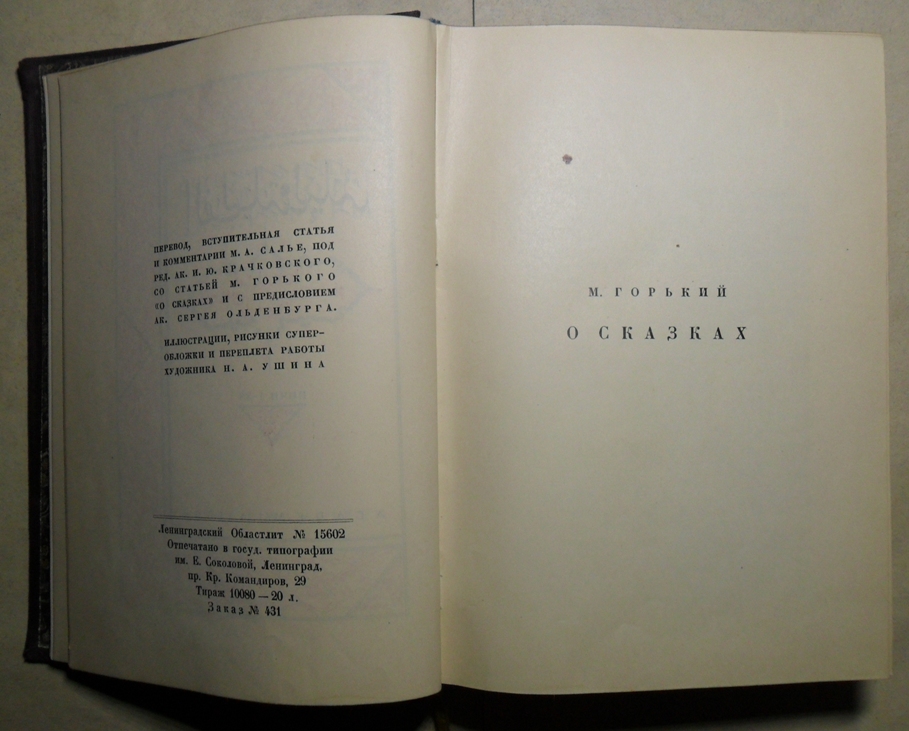 ПЕРЕВОД, ВСТУПИТЕЛЬНАЯ СТАТЬЯ
И КОММЕНТАРИИ М. А. САЛЬЕ, ПОД
РЕД. АК. И. Ю. КРАЧКОВСКОГО,
СО СТАТЬЕЙ М. ГОРЬКОГО
«О СКАЗКАХ» И С ПРЕДИСЛОВИЕМ
АК. СЕРГЕЯ ОЛЬДЕНБУРГА.
ИЛЛЮСТРАЦИИ, РИСУНКИ СУПЕР-
ОБЛОЖКИ И ПЕРЕПЛЕТА РАБОТЫ
ХУДОЖНИКА Н. А. УШИНА
Ленинградский Областлит № 15602
Отпечатано в госуд. типографии
им. Е. Соколовой, Ленинград,
пр. Кр. Командиров, 29
Тираж 10080 — 20 л.
Заказ № 431
М. ГОРЬКИЙ
О СКАЗКАХ